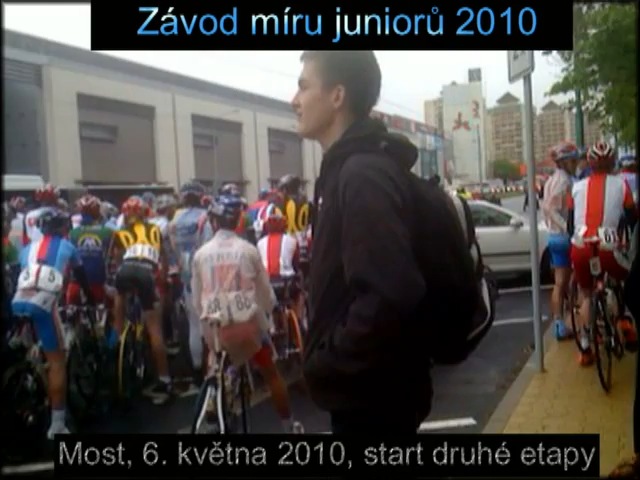 Závod míru juniorů 2010
Most, 6. května 2010, start druhé etapy